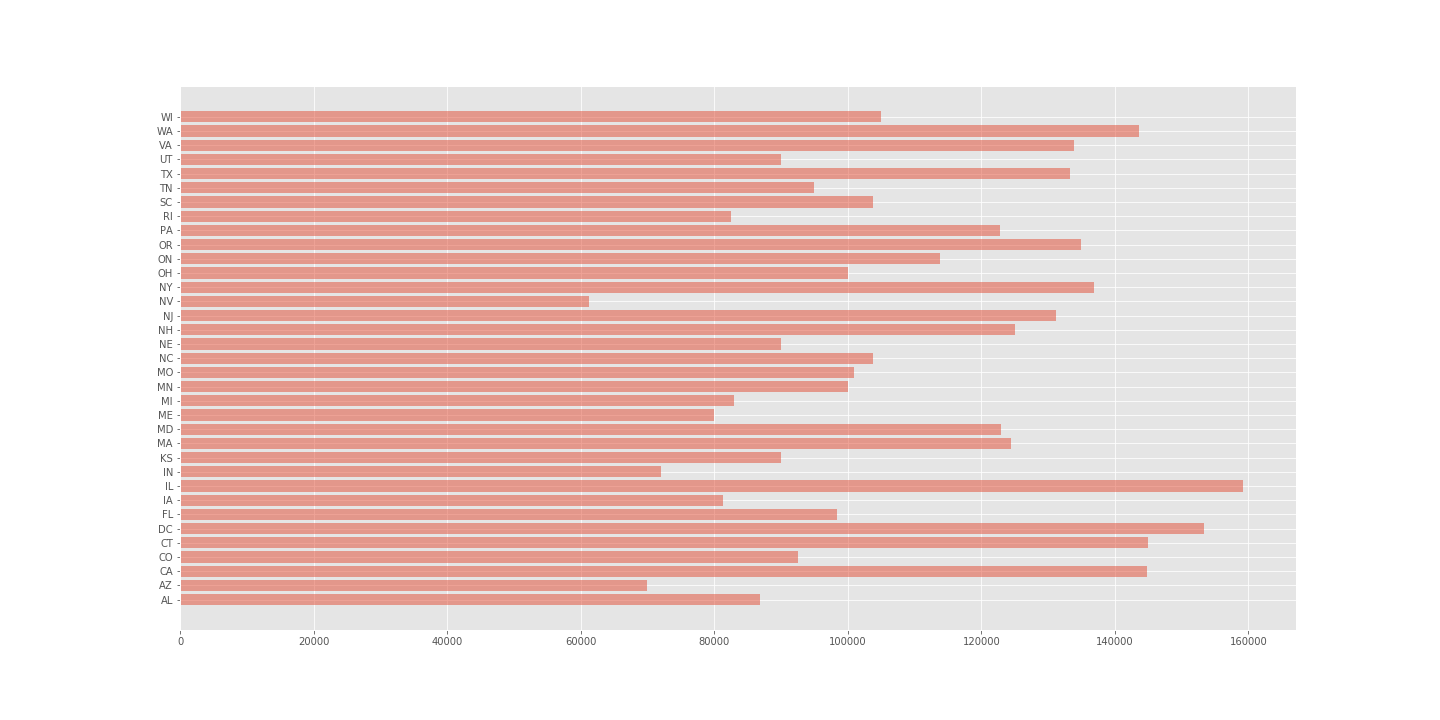 WI
WA
VA
UT
TX
TN
SC
RI
PA
OR
ON
OH
NY
NV
NJ
NH
NE
NC
MO
MN
MI
ME
MD
MA
KS
IN
IL
IA
FL
DC
CT
CO
CA
AZ
AL
0 20000 40000 60000 80000 100000 120000 140000 160000